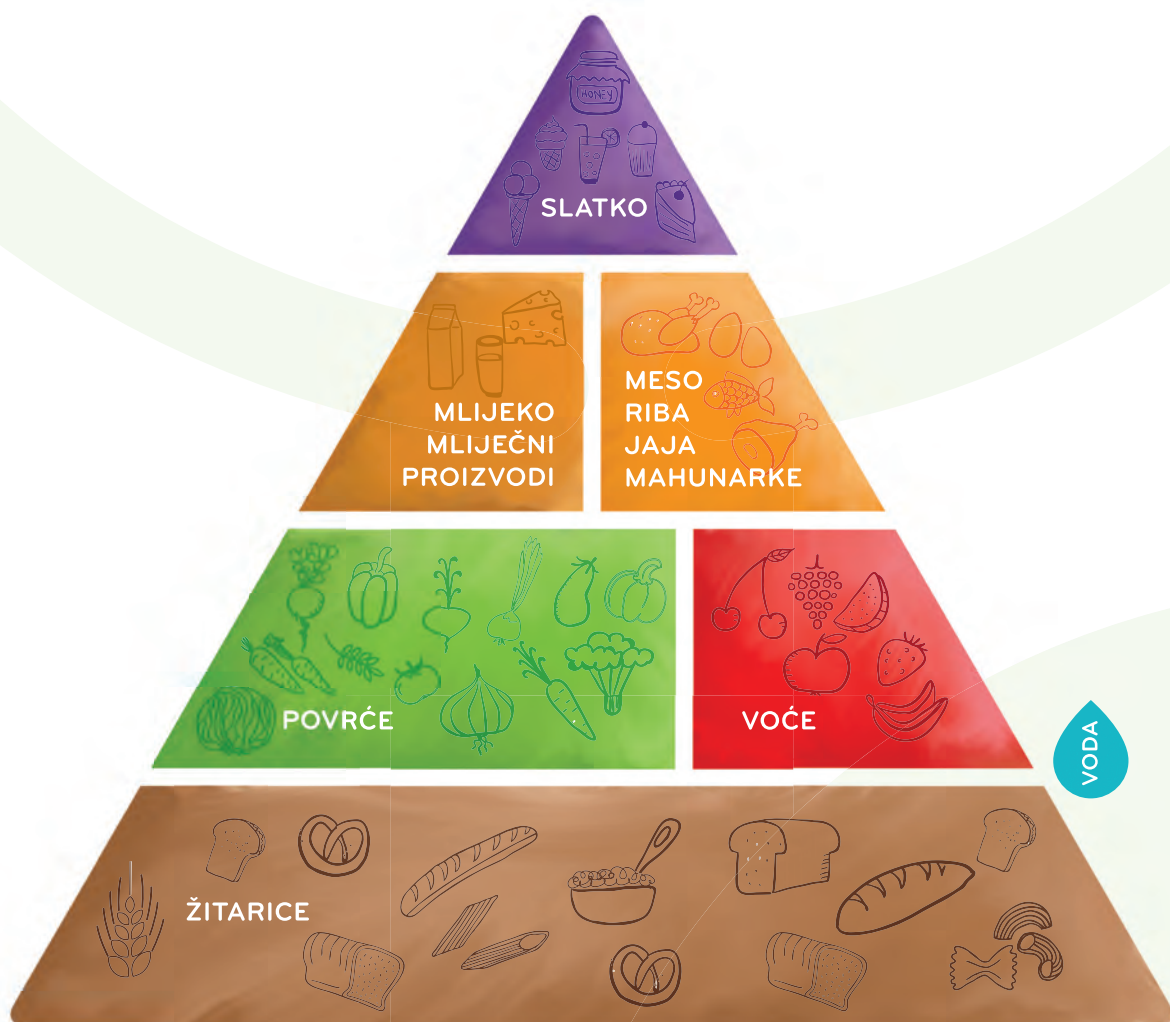 HONEY
SLATKO
MLIJEKO
MLIJEČNI
PROIZVODI
MESO
RIBA
JAJA
MAHUNARKE
POVRĆE
VOĆE
VODA
ŽITARICE